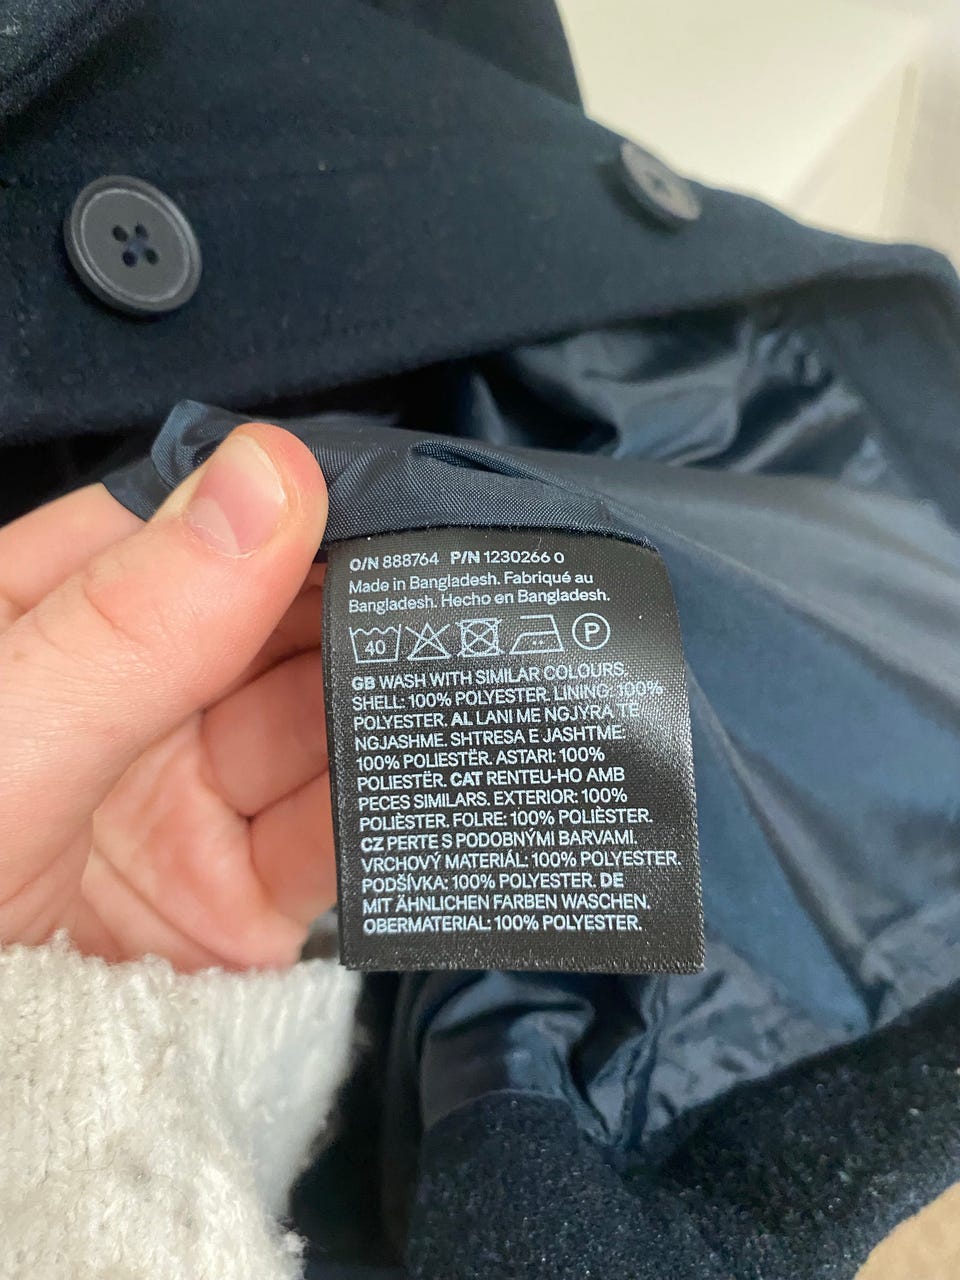 O/N 888764 P/N 1230266 0
Made in Bangladesh. Fabriqué au
Bangladesh. Hecho en Bangladesh.
40 P
GB WASH WITH SIMILAR COLOURS.
SHELL: 100% POLYESTER. LINING: 100%
POLYESTER. AL LANI ME NGJYRA TË
NGJASHME. SHTRESA E JASHTME:
100% POLIESTËR. ASTARI: 100%
POLIESTËR. CAT RENTEU-HO AMB
PECES SIMILARS. EXTERIOR: 100%
POLIÈSTER. FOLRE: 100% POLIÈSTER.
CZ PERTE S PODOBNÝMI BARVAMI.
VRCHOVÝ MATERIÁL: 100% POLYESTER.
PODŠÍVKA: 100% POLYESTER. DE
MIT ÄHNLICHEN FARBEN WASCHEN.
OBERMATERIAL: 100% POLYESTER.